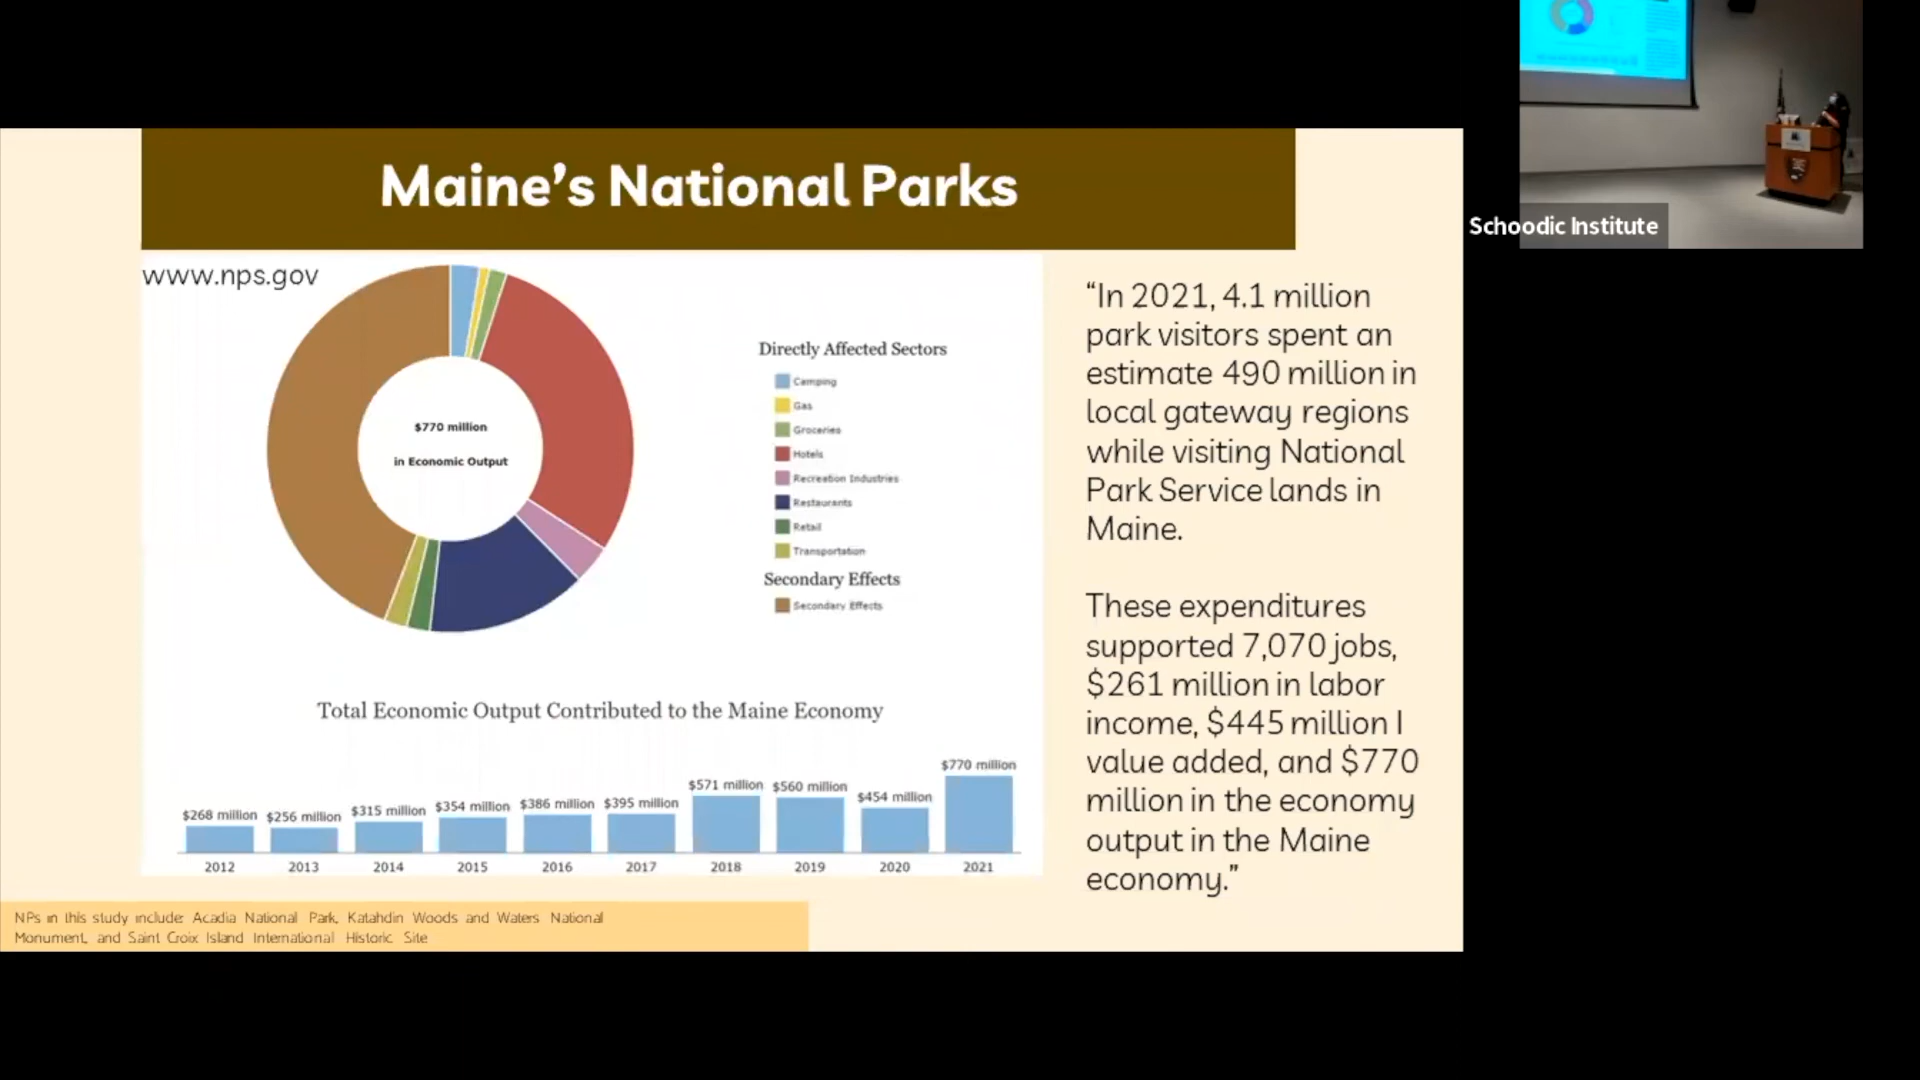 Maine’s National Parks
www.nps.gov
$770 million
in Economic Output
Directly Affected Sectors
Camping
Gas
Groceries
Hotels
Recreation Industries
Restaurants
Retail
Transportation
Secondary Effects
Secondary Effects
Total Economic Output Contributed to the Maine Economy
$268 million $256 million $315 million $354 million $386 million $395 million $571 million $560 million $454 million $770 million
2012 2013 2014 2015 2016 2017 2018 2019 2020 2021
“In 2021, 4.1 million
park visitors spent an
estimate 490 million in
local gateway regions
while visiting National
Park Service lands in
Maine.
These expenditures
supported 7,070 jobs,
$261 million in labor
income, $445 million I
value added, and $770
million in the economy
output in the Maine
economy.”
NPs in this study include: Acadia National Park, Katahdin Woods and Waters National
Monument, and Saint Croix Island International Historic Site
Schoodic Institute